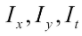 I_x, I_y, I_t